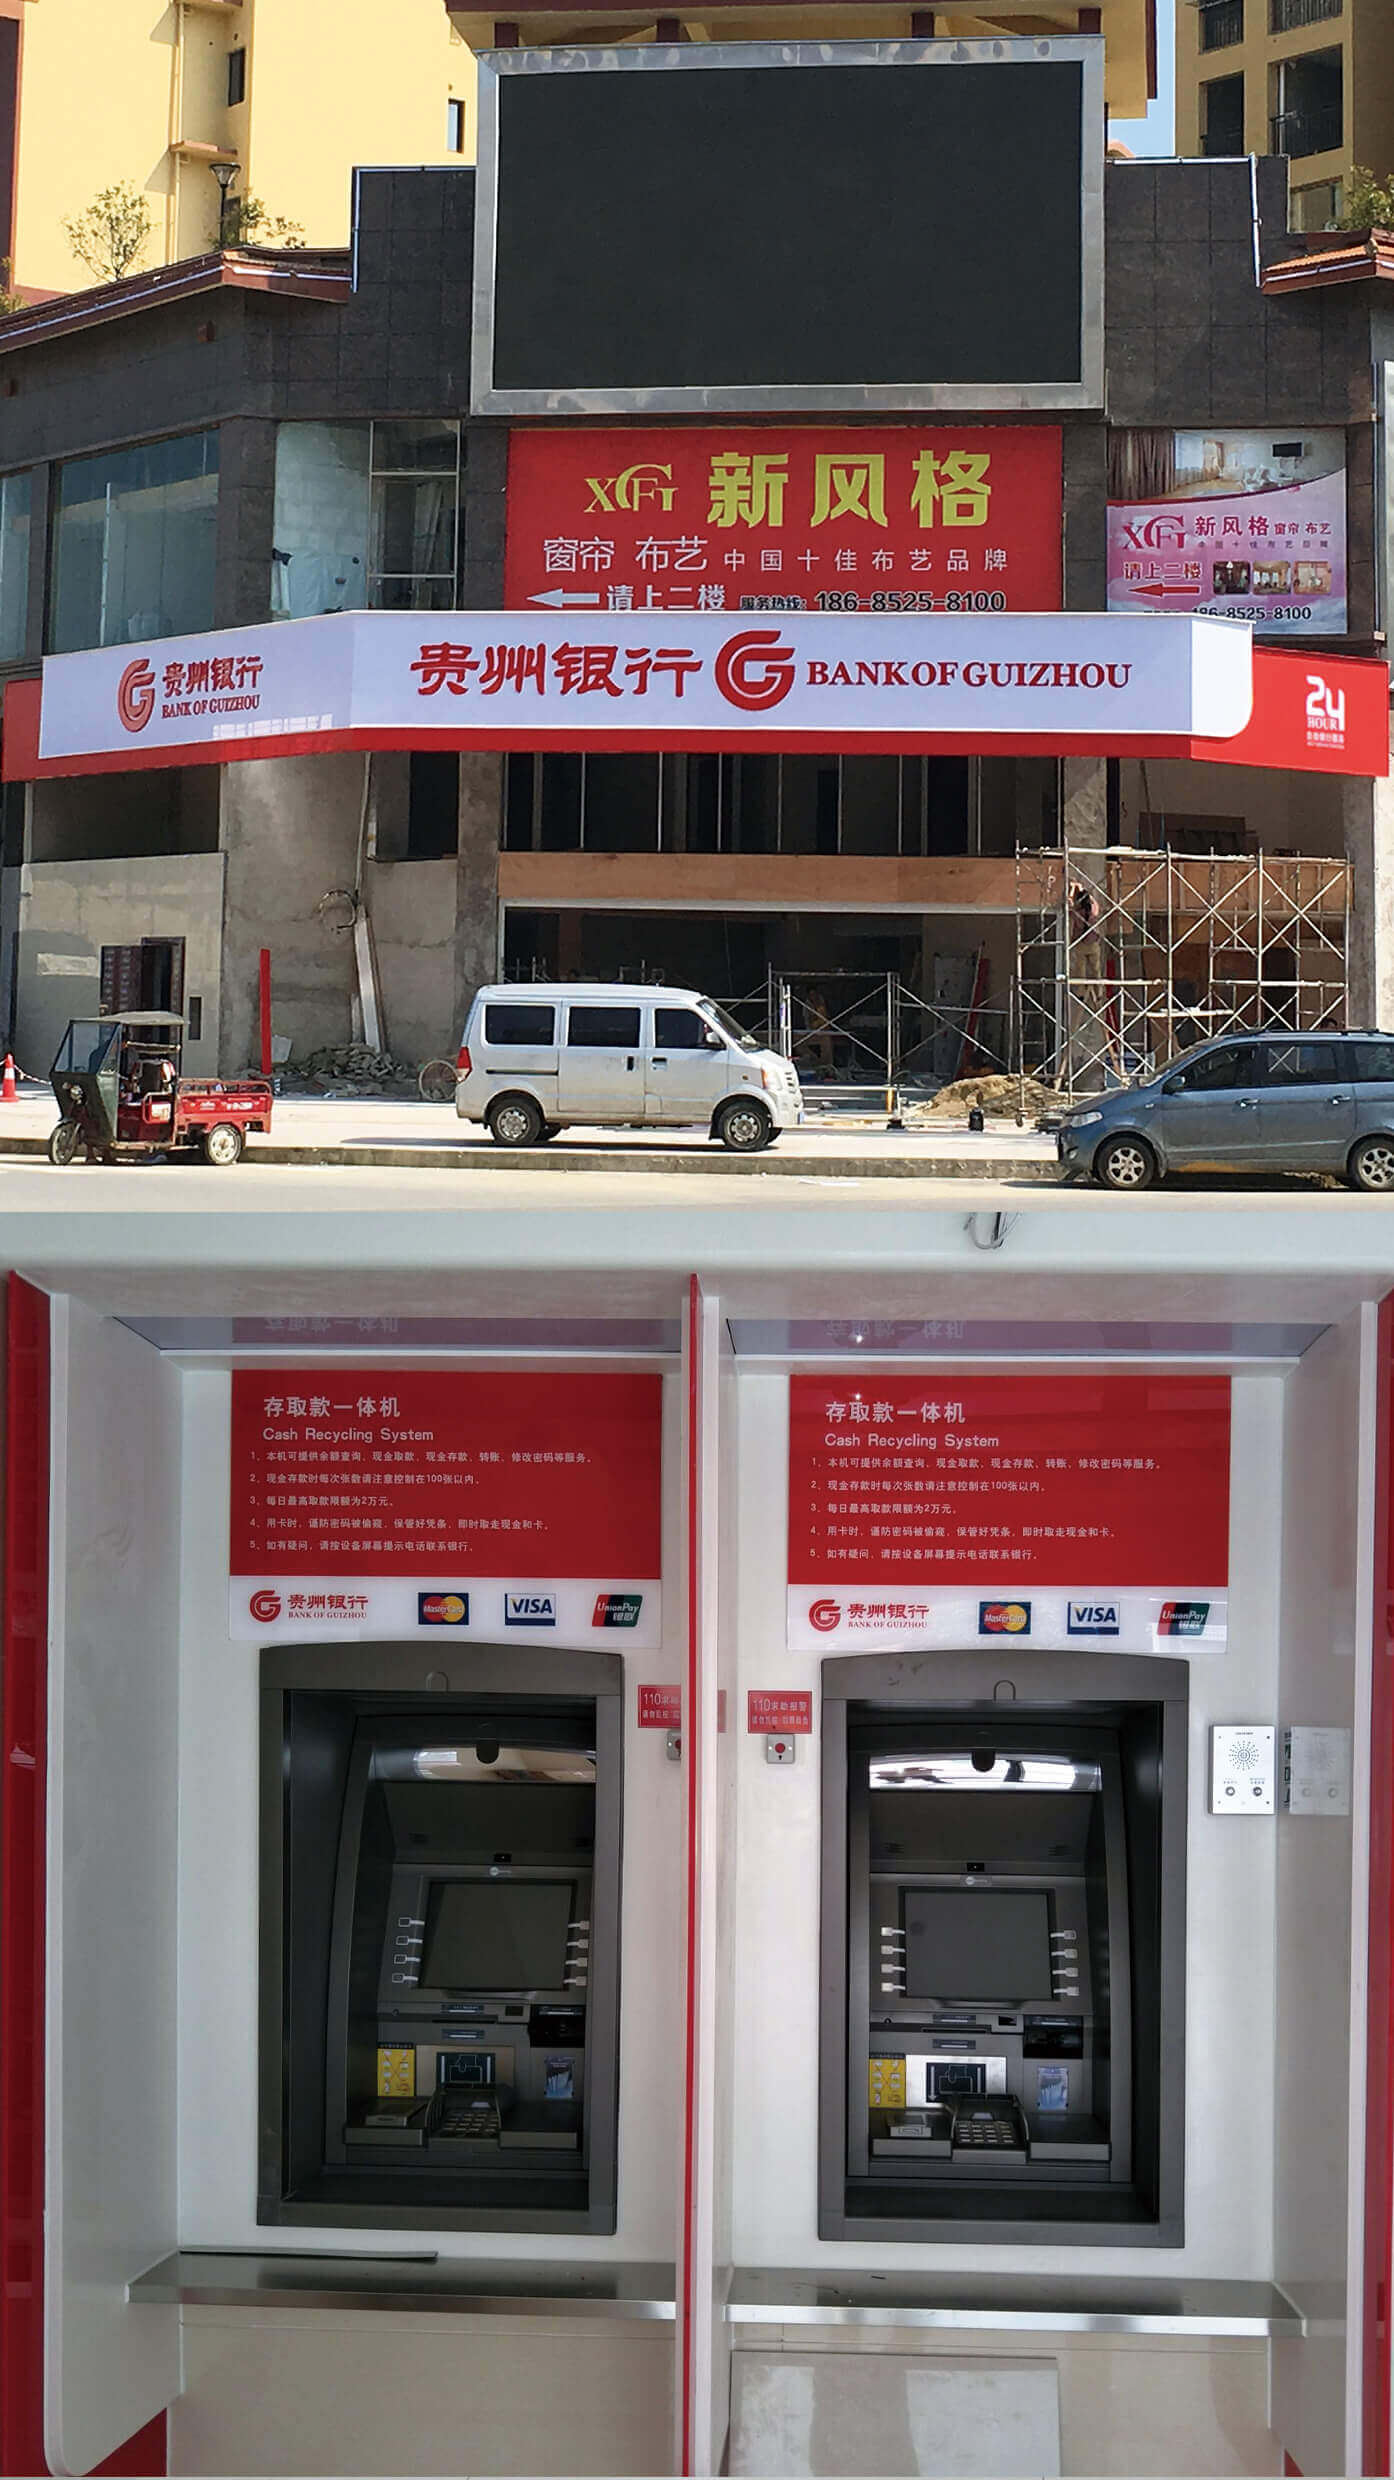 XFG 新风格
窗帘 布艺 中国十佳布艺品牌
请上二楼 服务热线：186-8525-8100
XFG 新风格 窗帘 布艺
中国十佳布艺品牌
请上二楼
186-8525-8100
贵州银行
BANK OF GUIZHOU
贵州银行 BANK OF GUIZHOU
24
HOUR
存取款一体机
Cash Recycling System
1、本机可提供余额查询、现金取款、现金存款、转账、修改密码等服务。
2、现金存款时每次张数请注意控制在100张以内。
3、每日最高取款限额为2万元。
4、用卡时，谨防密码被偷窥，保管好凭条，即时取走现金和卡。
5、如有疑问，请按设备屏幕提示电话联系银行。
贵州银行
BANK OF GUIZHOU
MasterCard VISA UnionPay 银联
110求助
存取款一体机
Cash Recycling System
1、本机可提供余额查询、现金取款、现金存款、转账、修改密码等服务。
2、现金存款时每次张数请注意控制在100张以内。
3、每日最高取款限额为2万元。
4、用卡时，谨防密码被偷窥，保管好凭条，即时取走现金和卡。
5、如有疑问，请按设备屏幕提示电话联系银行。
贵州银行
BANK OF GUIZHOU
MasterCard VISA UnionPay 银联
110求助报警